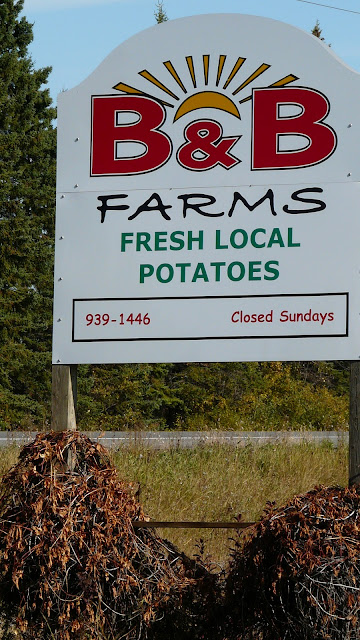 B&B
FARMS
FRESH LOCAL
POTATOES
939-1446 Closed Sundays